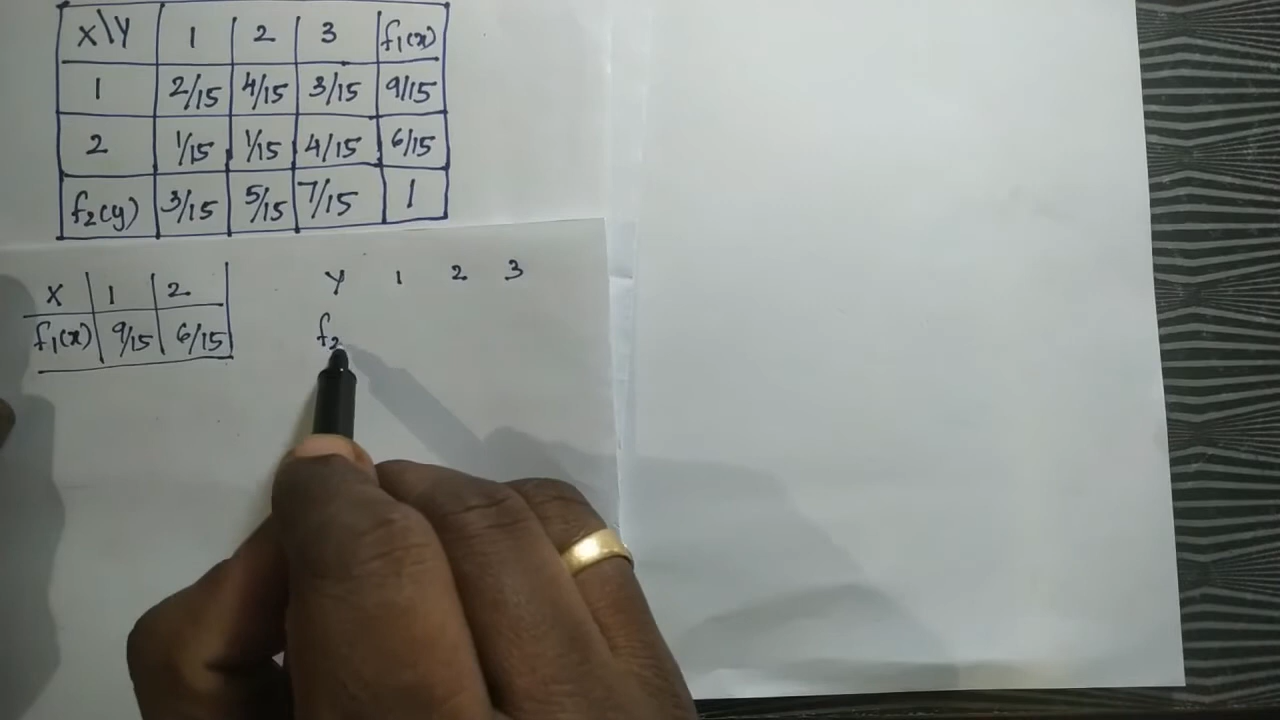 X\Y 1 2 3 f₁(x)
1 2/15 4/15 3/15 9/15
2 1/15 1/15 4/15 6/15
f₂(y) 3/15 5/15 7/15 1
X 1 2
f₁(x) 9/15 6/15
Y 1 2 3
f₂